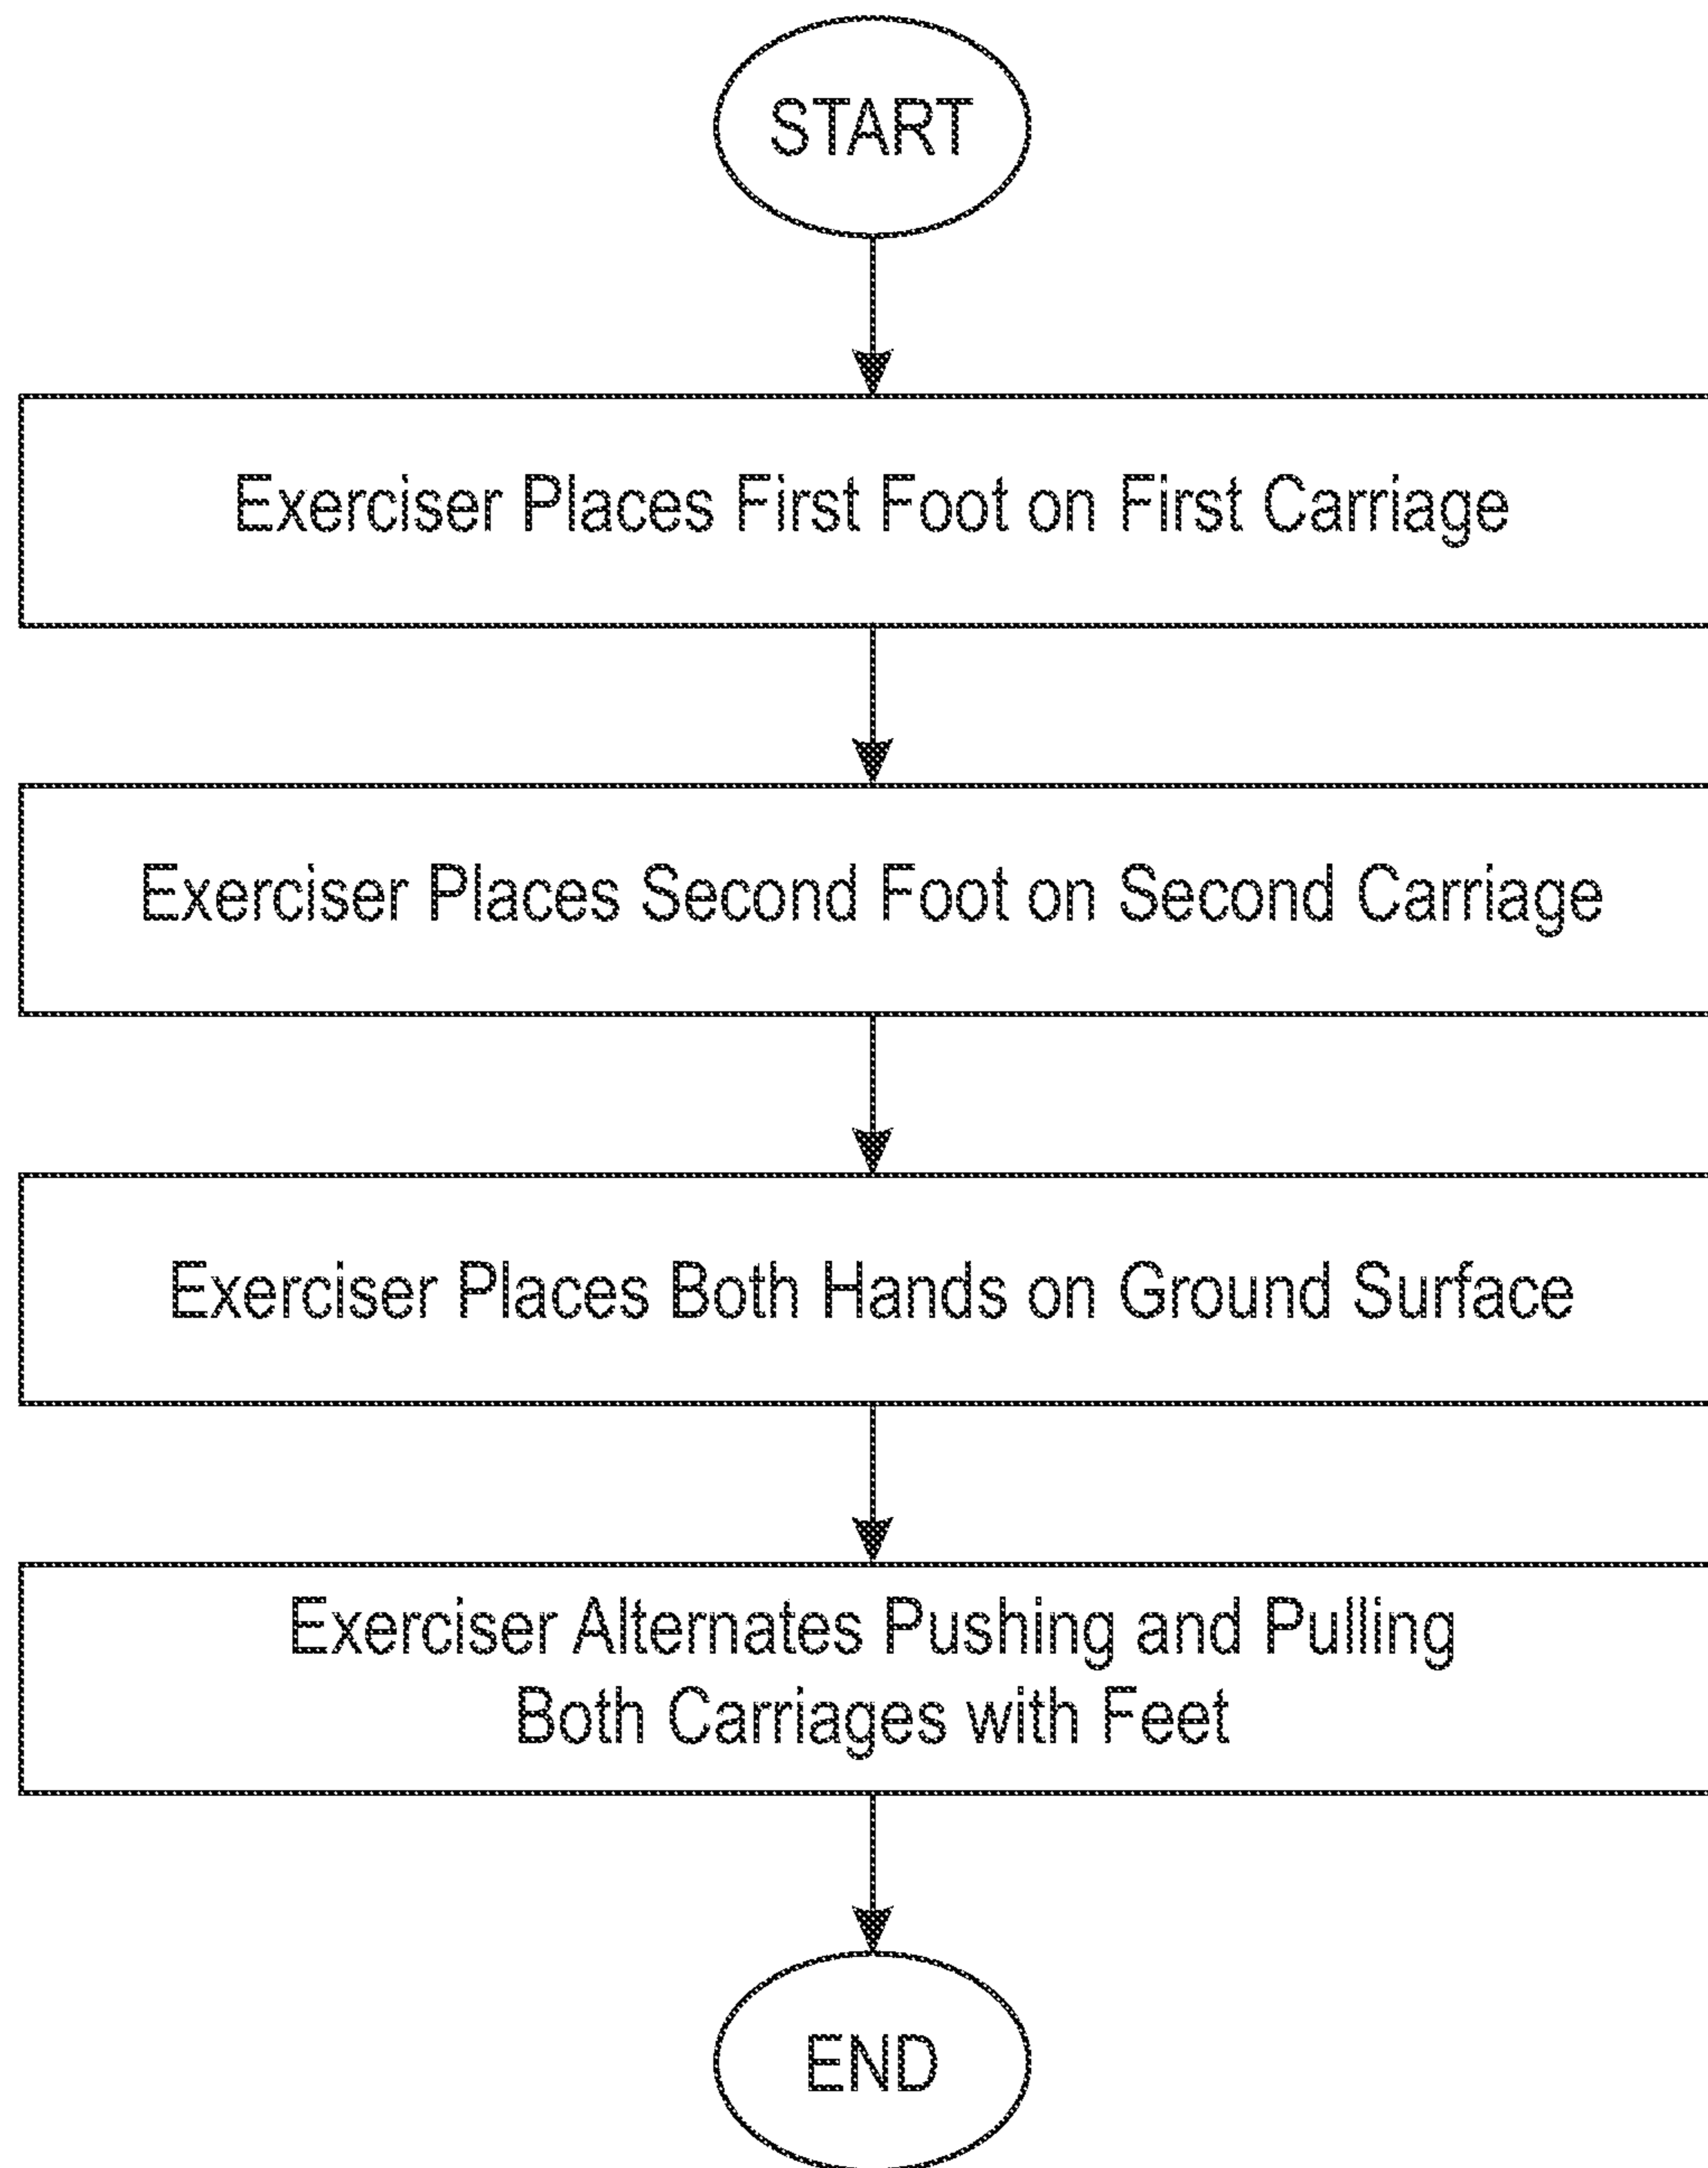 START
Exerciser Places First Foot on First Carriage
Exerciser Places Second Foot on Second Carriage
Exerciser Places Both Hands on Ground Surface
Exerciser Alternates Pushing and Pulling
Both Carriages with Feet
END